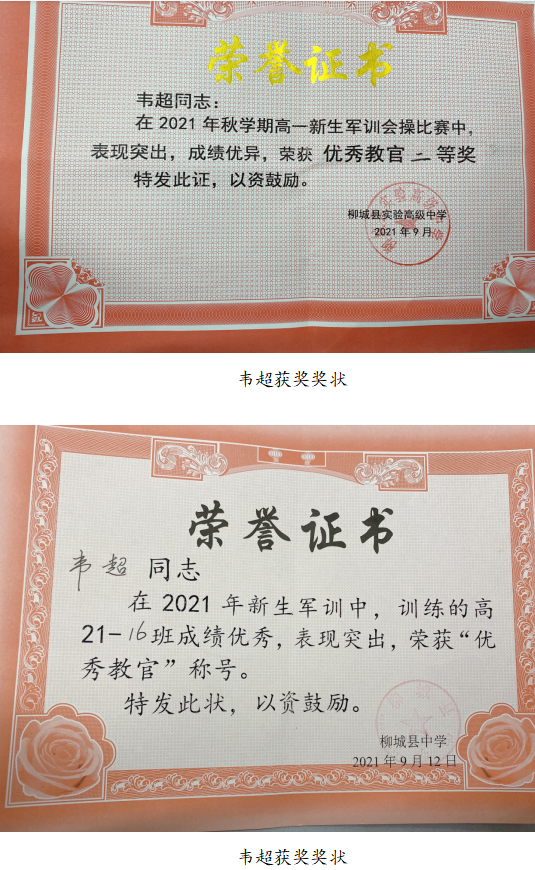 荣誉证书
韦超同志：
在2021年秋学期高一新生军训会操比赛中，
表现突出，成绩优异，荣获 优秀教官二等奖
特发此证，以资鼓励。
柳城县实验高级中学
2021年9月
韦超获奖奖状
荣誉证书
韦超 同志
在2021年新生军训中，训练的高
21-16班成绩优秀，表现突出，荣获“优
秀教官”称号。
特发此状，以资鼓励。
柳城县中学
2021年9月12日
韦超获奖奖状